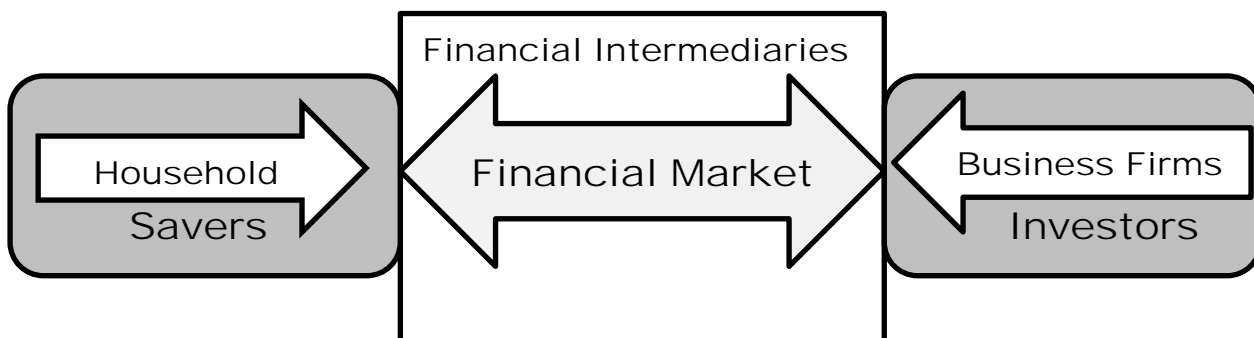 Financial Intermediaries
Household
Savers
Financial Market
Business Firms
Investors